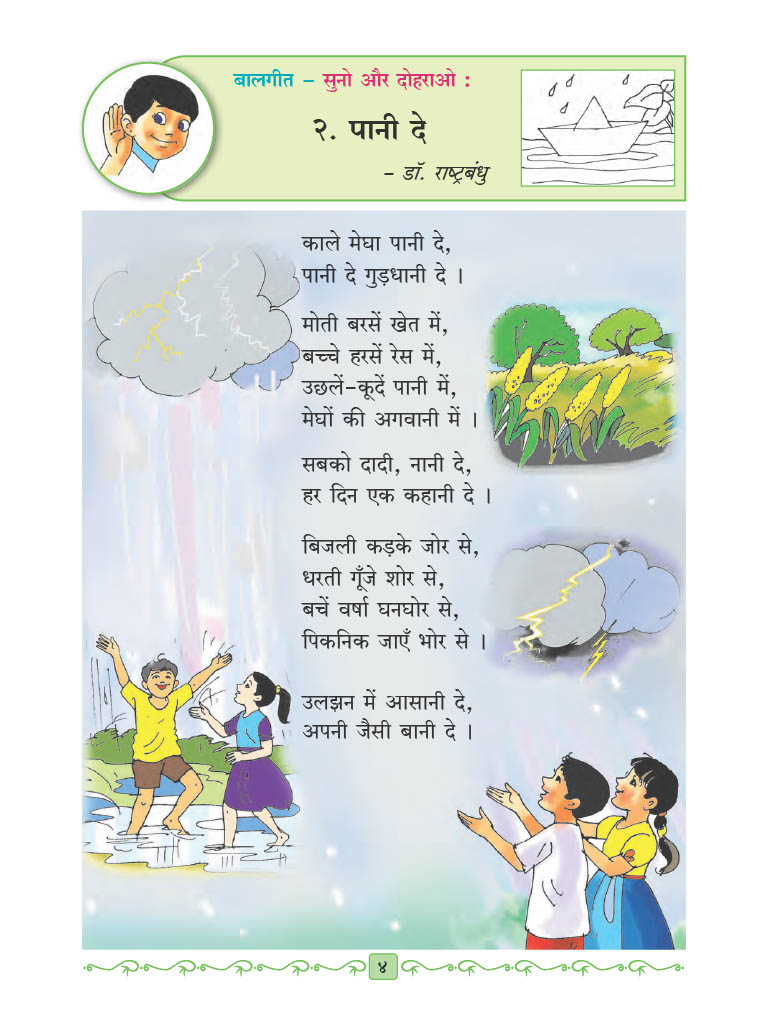 बालगीत – सुनो और दोहराओ :
२. पानी दे
– डॉ. राष्ट्रबंधु
काले मेघा पानी दे,
पानी दे गुड़धानी दे ।
मोती बरसें खेत में,
बच्चे हरसें रेस में,
उछलें-कूदें पानी में,
मेघों की अगवानी में ।
सबको दादी, नानी दे,
हर दिन एक कहानी दे ।
बिजली कड़के जोर से,
धरती गूँजे शोर से,
बचें वर्षा घनघोर से,
पिकनिक जाएँ भोर से ।
उलझन में आसानी दे,
अपनी जैसी बानी दे ।
४